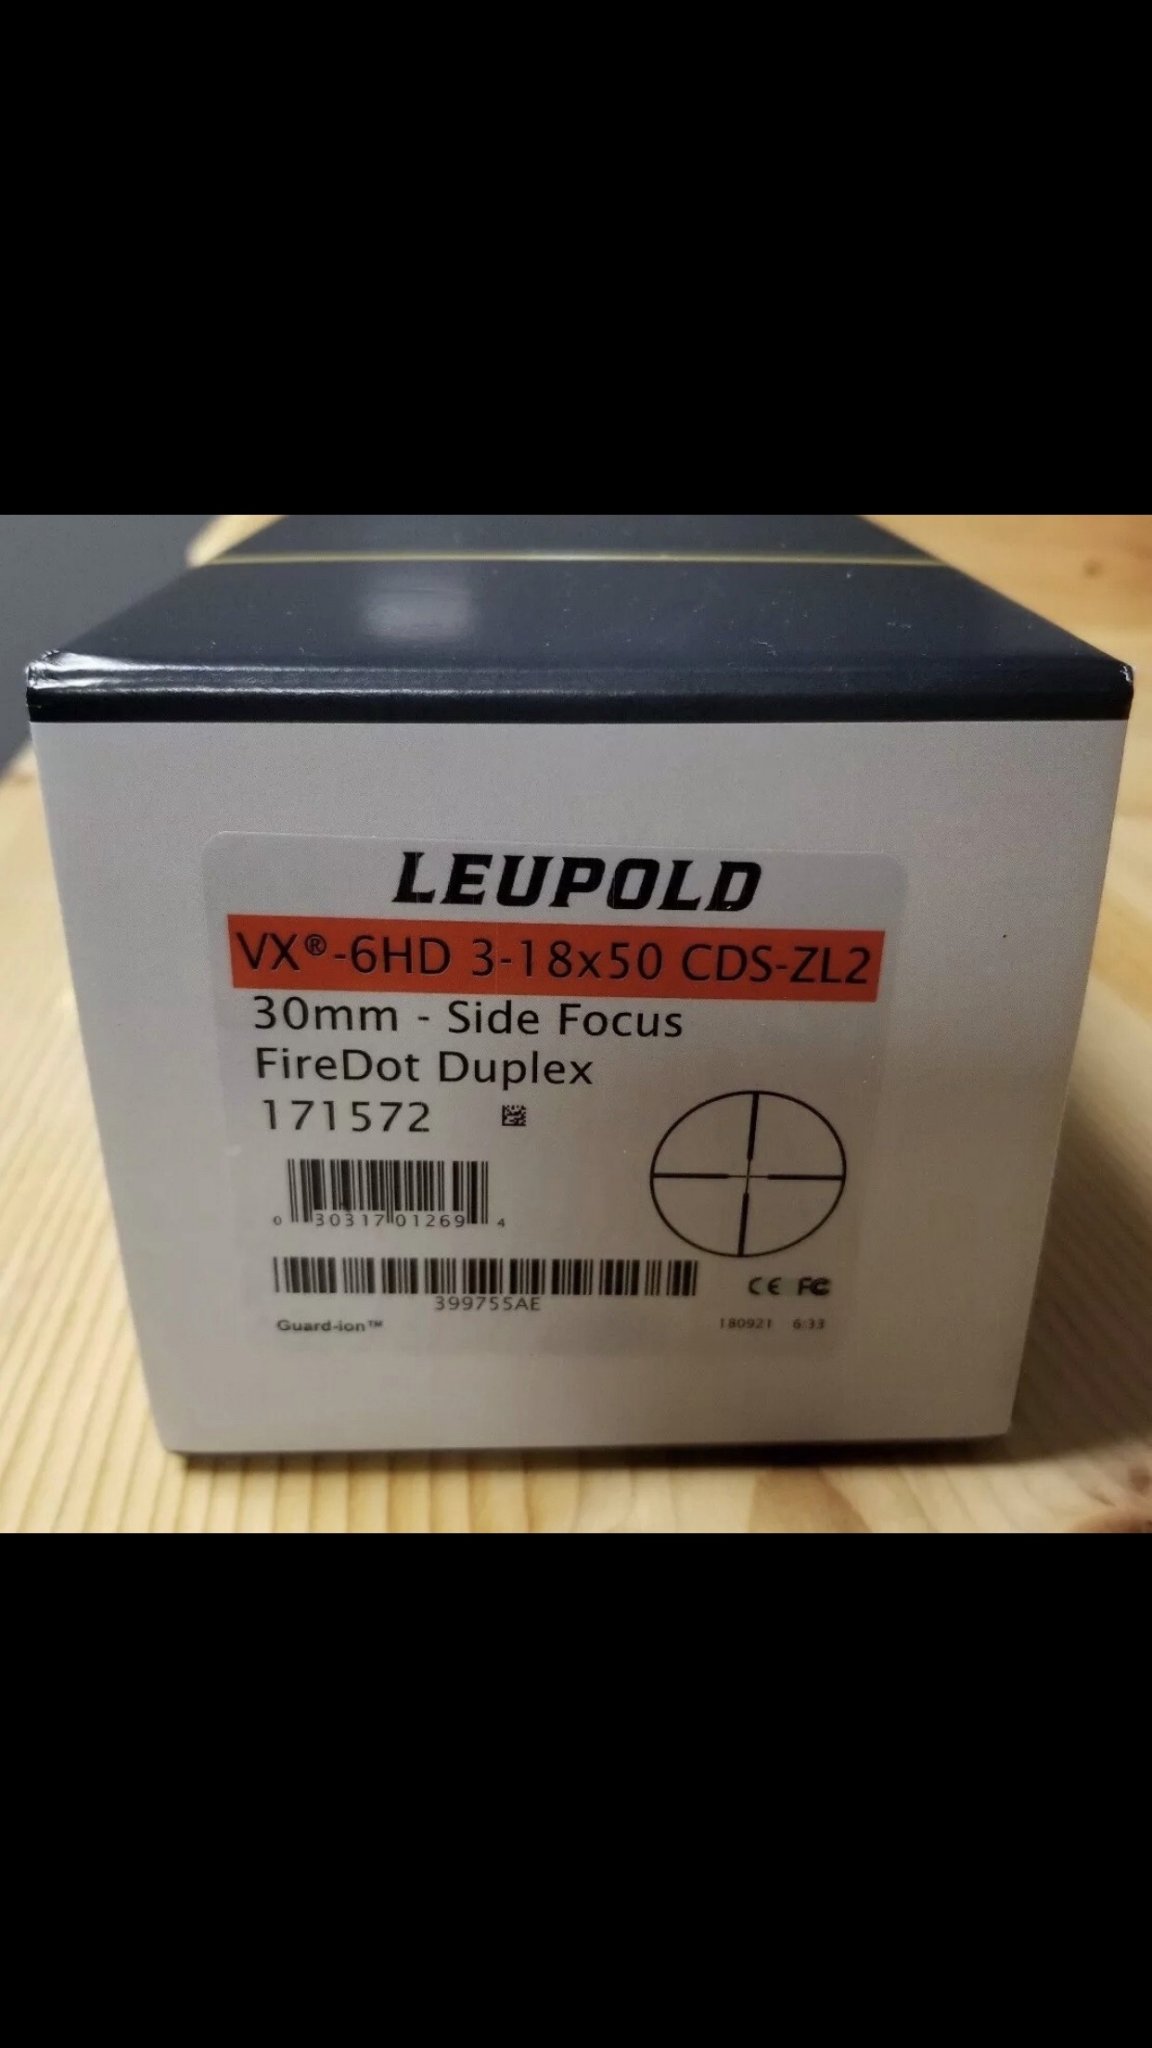 LEUPOLD
VX®-6HD 3-18x50 CDS-ZL2
30mm - Side Focus
FireDot Duplex
171572
0 30317 01269 4
399755AE
CE FC
Guard-ion™
180921 6:33